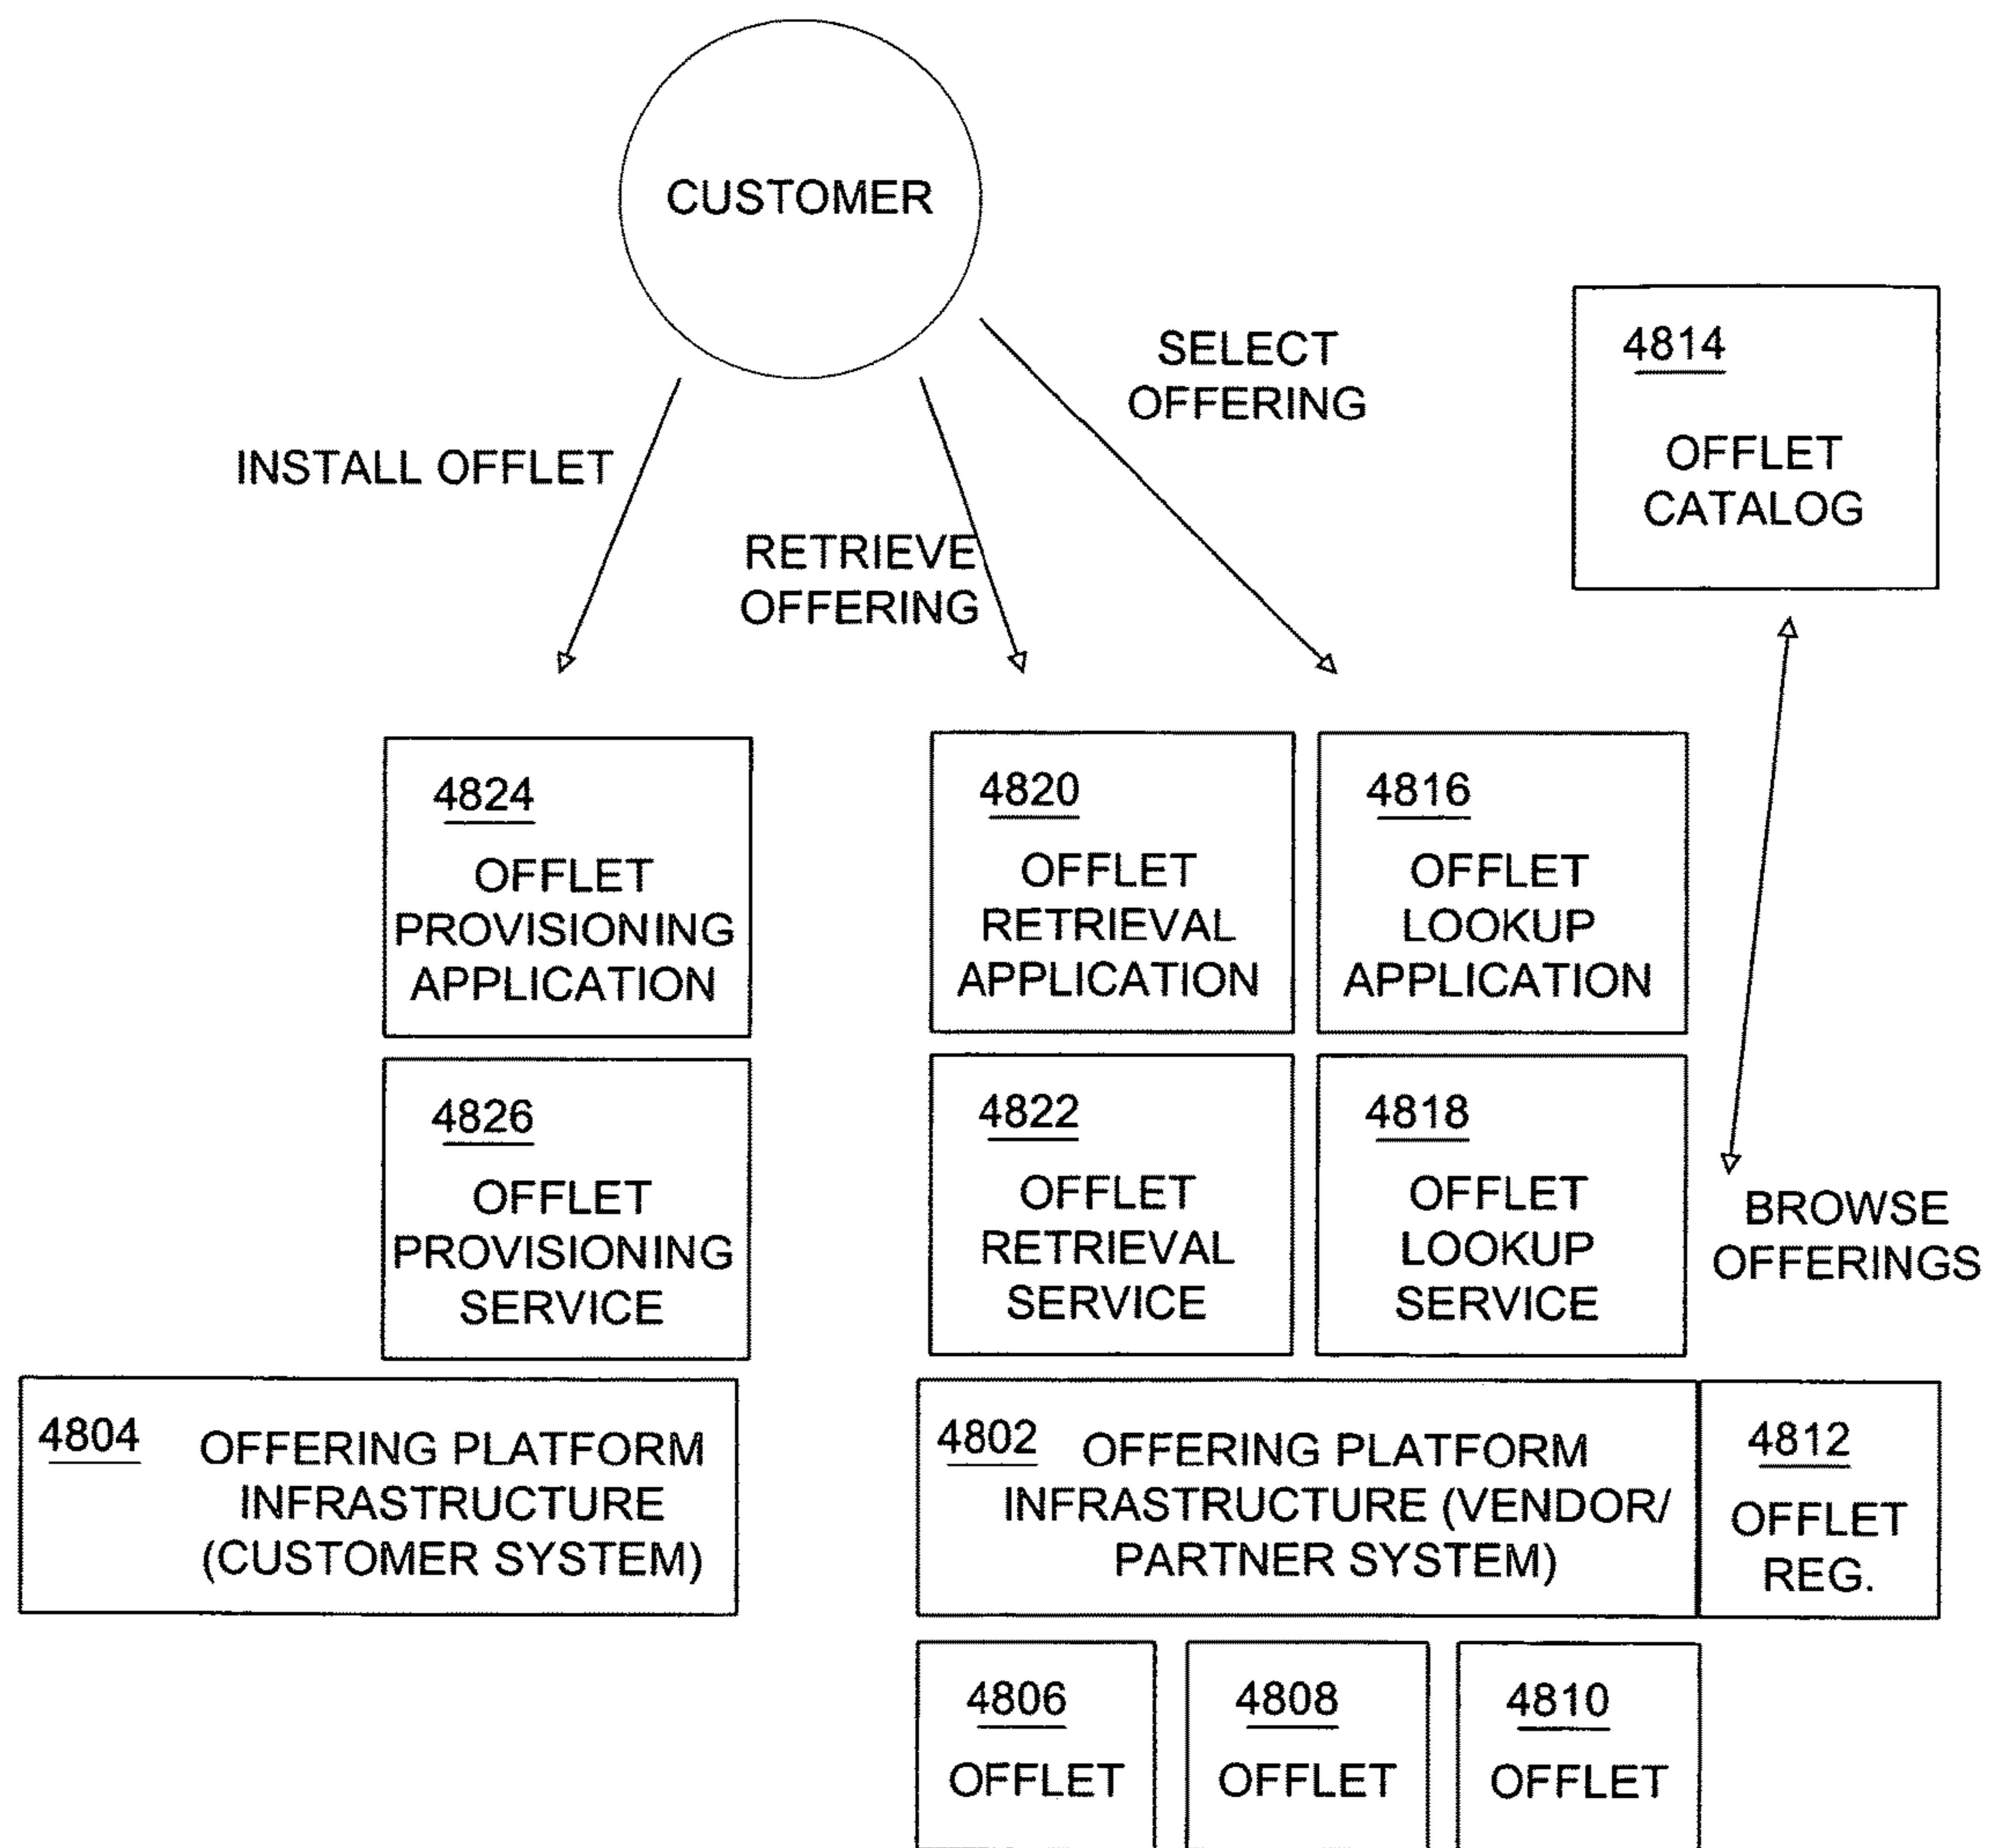 CUSTOMER
SELECT
OFFERING
4814
OFFLET
CATALOG
INSTALL OFFLET
RETRIEVE
OFFERING
4824
OFFLET
PROVISIONING
APPLICATION
4820
OFFLET
RETRIEVAL
APPLICATION
4816
OFFLET
LOOKUP
APPLICATION
4826
OFFLET
PROVISIONING
SERVICE
4822
OFFLET
RETRIEVAL
SERVICE
4818
OFFLET
LOOKUP
SERVICE
BROWSE
OFFERINGS
4804
OFFERING PLATFORM
INFRASTRUCTURE
(CUSTOMER SYSTEM)
4802
OFFERING PLATFORM
INFRASTRUCTURE (VENDOR/
PARTNER SYSTEM)
4812
OFFLET
REG.
4806
OFFLET
4808
OFFLET
4810
OFFLET